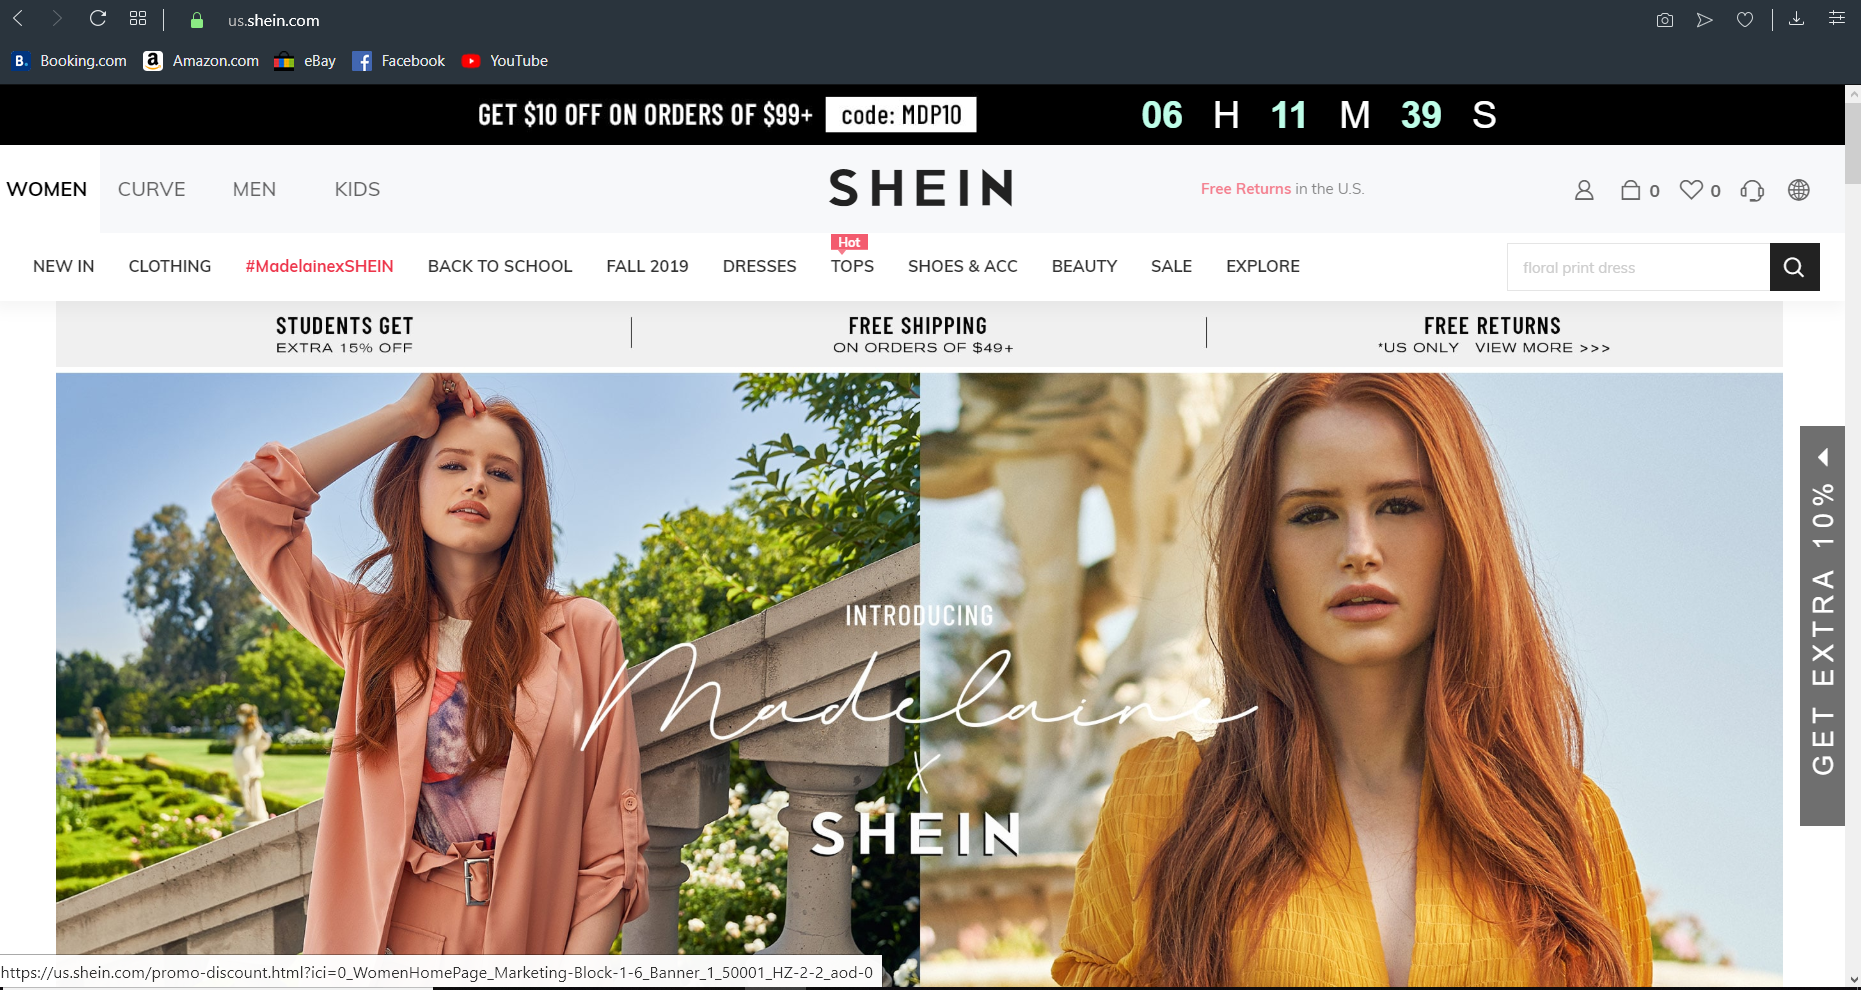 us.shein.com
Booking.com Amazon.com eBay Facebook YouTube
GET $10 OFF ON ORDERS OF $99+ code: MDP10 06 H 11 M 39 S
WOMEN CURVE MEN KIDS SHEIN Free Returns in the U.S. 0 0
Hot
NEW IN CLOTHING #MadelainexSHEIN BACK TO SCHOOL FALL 2019 DRESSES TOPS SHOES & ACC BEAUTY SALE EXPLORE floral print dress
STUDENTS GET FREE SHIPPING FREE RETURNS
EXTRA 15% OFF ON ORDERS OF $49+ *US ONLY VIEW MORE >>>
INTRODUCING
Madelaine
X
SHEIN
GET EXTRA 10%
https://us.shein.com/promo-discount.html?ici=0_WomenHomePage_Marketing-Block-1-6_Banner_1_50001_HZ-2-2_aod-0